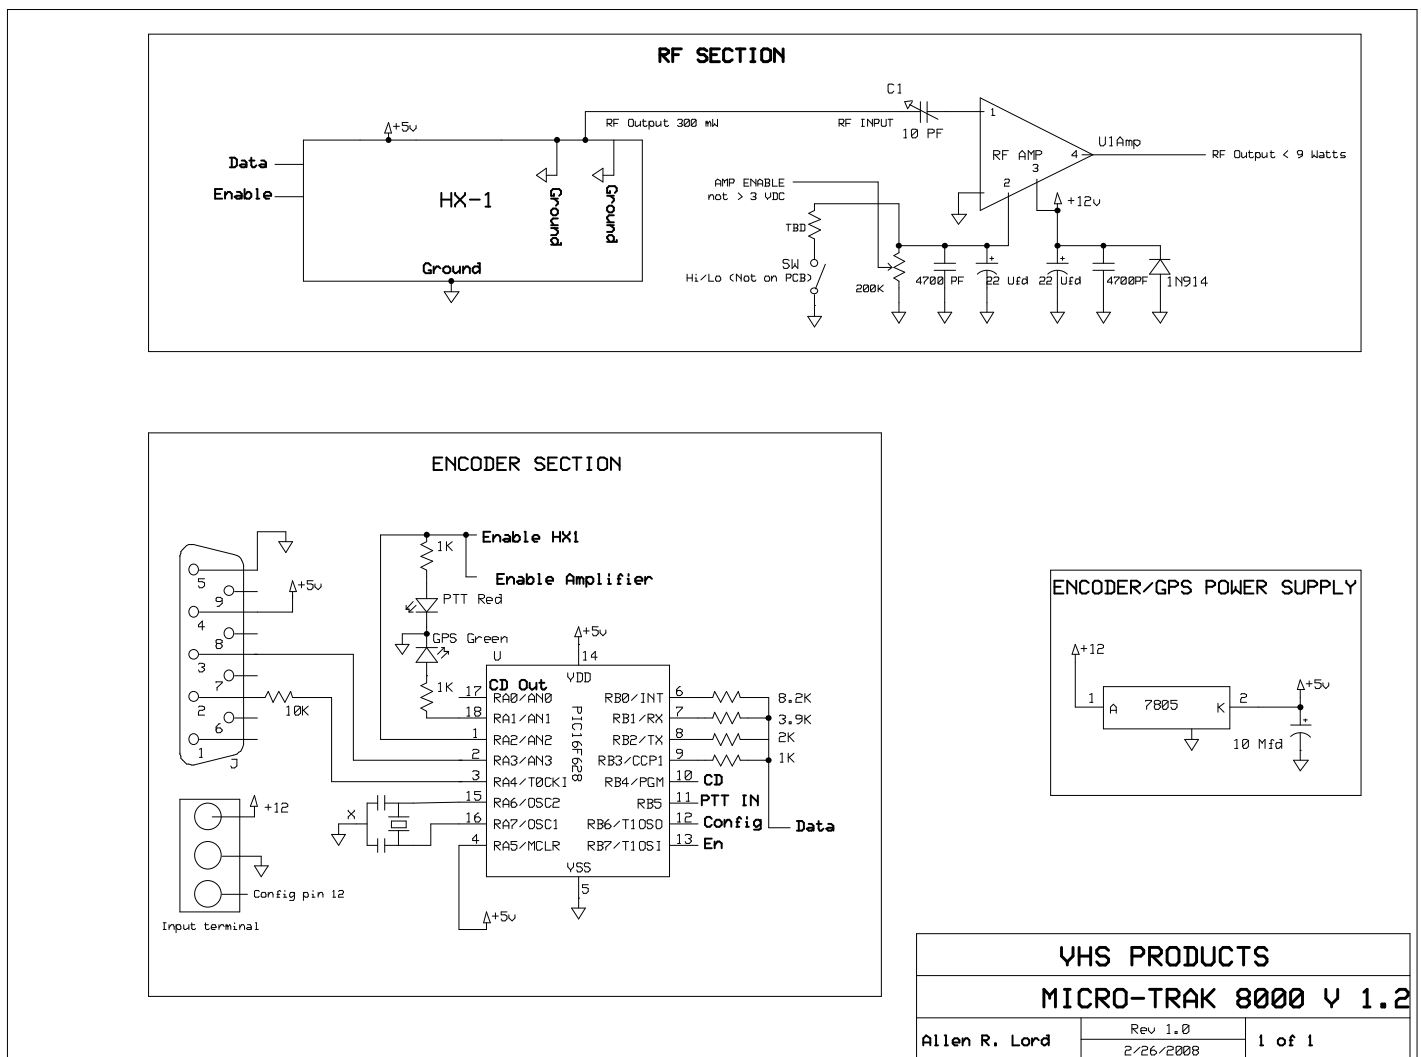 RF SECTION
C1
+5v
RF Output 300 mW
RF INPUT
10 PF
1
U1Amp
Data
RF AMP
4
RF Output < 9 Watts
3
AMP ENABLE
2
Enable
HX-1
Ground
Ground
not > 3 VDC
+12v
TBD
Ground
SW
Hi/Lo (Not on PCB)
200K
4700 PF
22 Ufd
22 Ufd
4700PF
1N914
ENCODER SECTION
Enable HX1
1K
Enable Amplifier
5
+5v
9
PTT Red
4
GPS Green
8
3
7
2
10K
6
1
J
U
+5v
14
VDD
1K
CD Out
17 RA0/AN0
18 RA1/AN1
1 RA2/AN2
2 RA3/AN3
3 RA4/T0CKI
15 RA6/OSC2
16 RA7/OSC1
4 RA5/MCLR
PIC16F628
RB0/INT 6 8.2K
RB1/RX 7 3.9K
RB2/TX 8 2K
RB3/CCP1 9 1K
RB4/PGM 10 CD
RB5 11 PTT IN
RB6/T1OSO 12 Config
RB7/T1OSI 13 En
Data
VSS
5
X
+5v
+12
Config pin 12
Input terminal
ENCODER/GPS POWER SUPPLY
+12
+5v
1
A
7805
K
2
10 Mfd
VHS PRODUCTS
MICRO-TRAK 8000 V 1.2
Allen R. Lord
Rev 1.0
2/26/2008
1 of 1